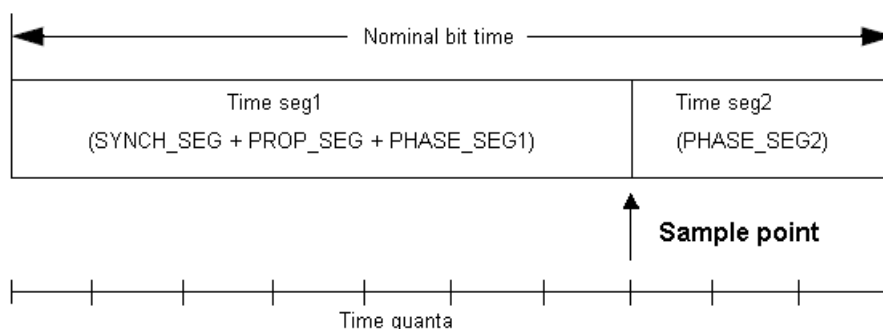 Nominal bit time
Time seg1
(SYNCH_SEG + PROP_SEG + PHASE_SEG1)
Time seg2
(PHASE_SEG2)
Sample point
Time quanta